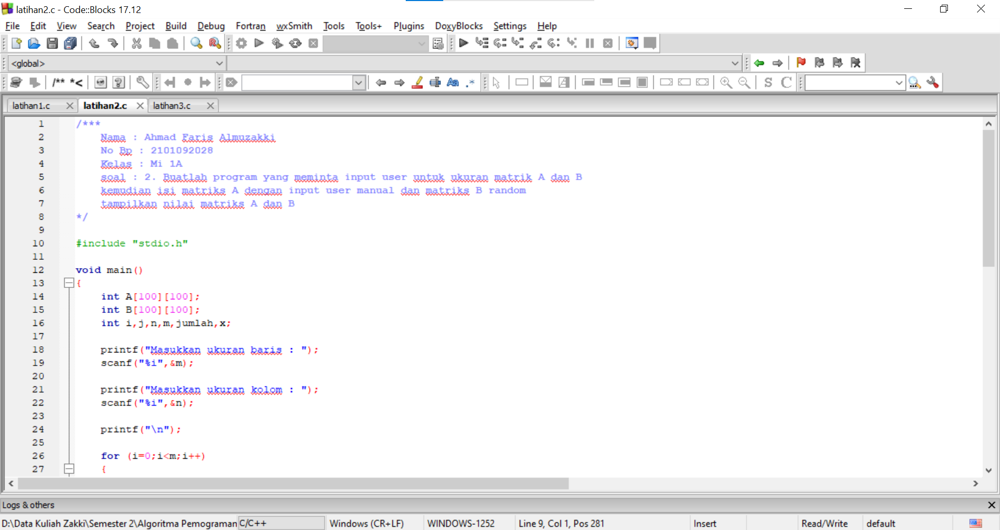 latihan2.c - Code::Blocks 17.12
File Edit View Search Project Build Debug Fortran wxSmith Tools Tools+ Plugins DoxyBlocks Settings Help
<global>
/** *<
S C
latihan1.c latihan2.c latihan3.c
1 /***
2 Nama : Ahmad Faris Almuzakki
3 No Bp : 2101092028
4 Kelas : Mi 1A
5 soal : 2. Buatlah program yang meminta input user untuk ukuran matrik A dan B
6 kemudian isi matriks A dengan input user manual dan matriks B random
7 tampilkan nilai matriks A dan B
8 */
9
10 #include "stdio.h"
11
12 void main()
13 {
14 int A[100][100];
15 int B[100][100];
16 int i,j,n,m,jumlah,x;
17
18 printf("Masukkan ukuran baris : ");
19 scanf("%i",&m);
20
21 printf("Masukkan ukuran kolom : ");
22 scanf("%i",&n);
23
24 printf("\n");
25
26 for (i=0;i<m;i++)
27 {
Logs & others
D:\Data Kuliah Zakki\Semester 2\Algoritma Pemograman C/C++ Windows (CR+LF) WINDOWS-1252 Line 9, Col 1, Pos 281 Insert Read/Write default